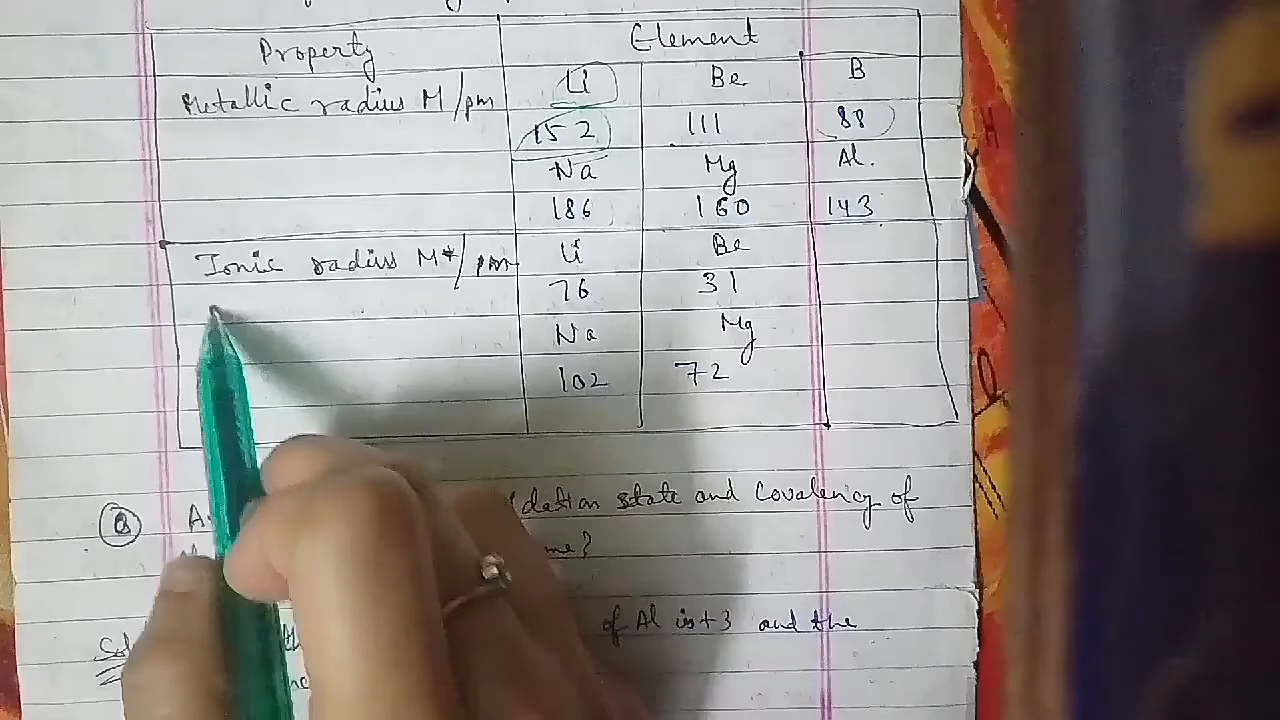 Property Element
Metallic radius M/pm Li Be B
152 111 88
Na Mg Al.
186 160 143
Ionic radius M*/pm Li Be
76 31
Na Mg
102 72
Q state and Covalency of
me?
of Al is +3 and the